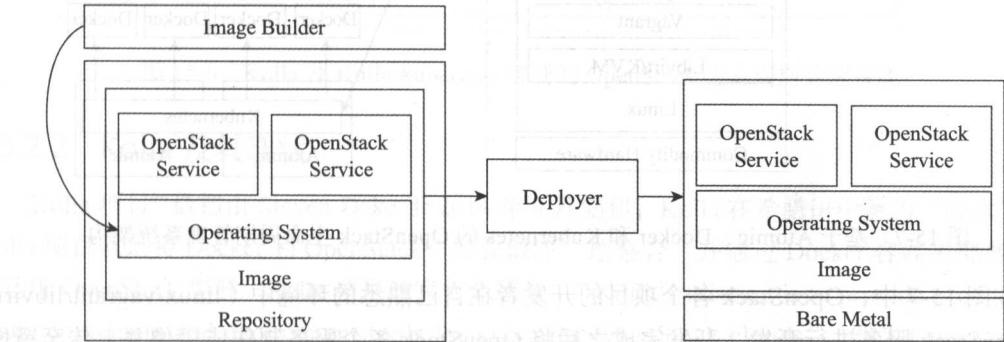 Image Builder
OpenStack
Service
OpenStack
Service
Operating System
Image
Repository
Deployer
OpenStack
Service
OpenStack
Service
Operating System
Image
Bare Metal